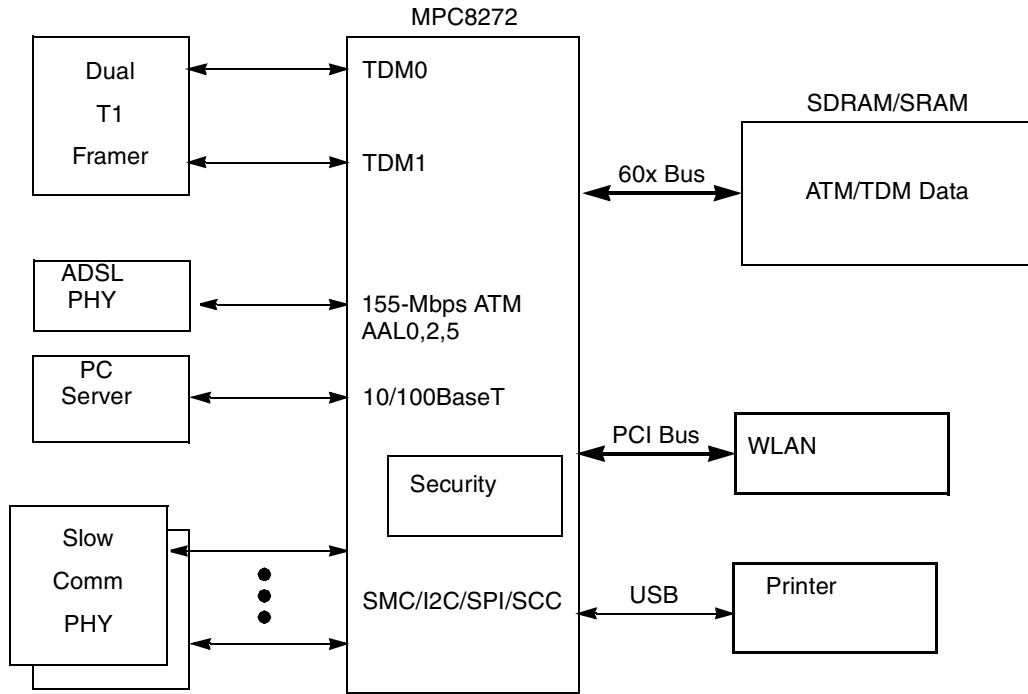 MPC8272
Dual
T1
Framer
TDM0
TDM1
SDRAM/SRAM
60x Bus
ATM/TDM Data
ADSL
PHY
155-Mbps ATM
AAL0,2,5
PC
Server
10/100BaseT
PCI Bus
WLAN
Security
Slow
Comm
PHY
SMC/I2C/SPI/SCC
USB
Printer